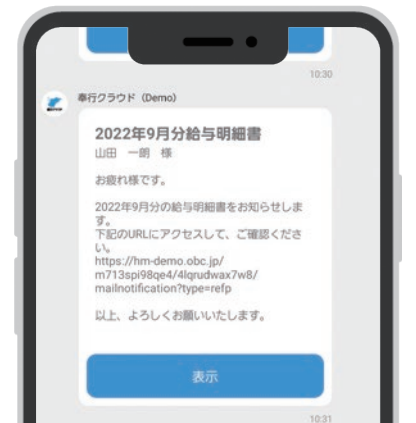 10:30
奉行クラウド（Demo）
2022年9月分給与明細書
山田　一朗　様
お疲れ様です。
2022年9月分の給与明細書をお知らせしま
す。
下記のURLにアクセスして、ご確認くださ
い。
https://hm-demo.obc.jp/
m713spi98qe4/4lqrudwax7w8/
mailnotification?type=refp
以上、よろしくお願いいたします。
表示
10:31